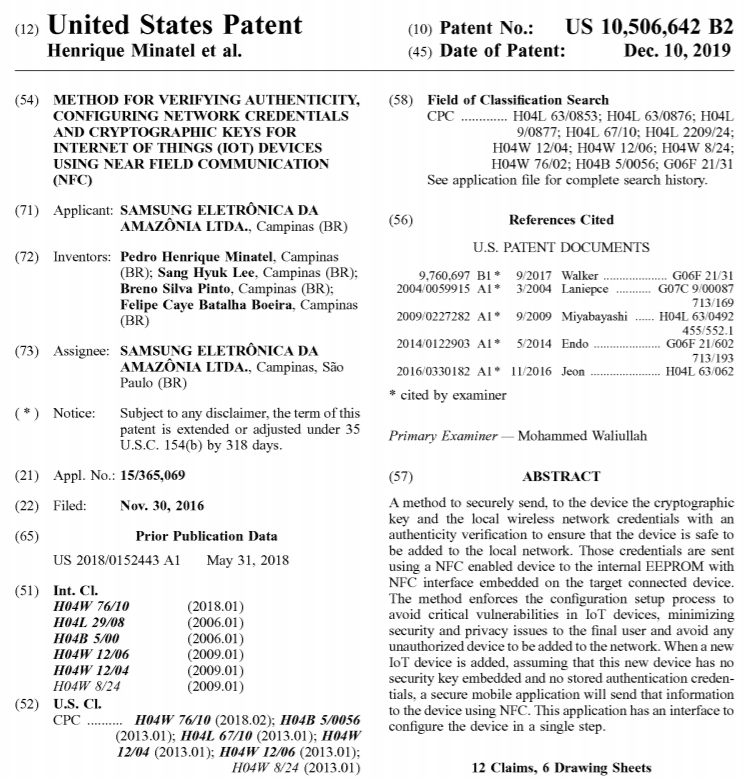 (12) United States Patent
Henrique Minatel et al.
(10) Patent No.: US 10,506,642 B2
(45) Date of Patent: Dec. 10, 2019
(54) METHOD FOR VERIFYING AUTHENTICITY,
CONFIGURING NETWORK CREDENTIALS
AND CRYPTOGRAPHIC KEYS FOR
INTERNET OF THINGS (IOT) DEVICES
USING NEAR FIELD COMMUNICATION
(NFC)
(71) Applicant: SAMSUNG ELETRÔNICA DA
AMAZÔNIA LTDA., Campinas (BR)
(72) Inventors: Pedro Henrique Minatel, Campinas
(BR); Sang Hyuk Lee, Campinas (BR);
Breno Silva Pinto, Campinas (BR);
Felipe Caye Batalha Boeira, Campinas
(BR)
(73) Assignee: SAMSUNG ELETRÔNICA DA
AMAZÔNIA LTDA., Campinas, São
Paulo (BR)
( * ) Notice: Subject to any disclaimer, the term of this
patent is extended or adjusted under 35
U.S.C. 154(b) by 318 days.
(21) Appl. No.: 15/365,069
(22) Filed: Nov. 30, 2016
(65) Prior Publication Data
US 2018/0152443 A1 May 31, 2018
(51) Int. Cl.
H04W 76/10 (2018.01)
H04L 29/08 (2006.01)
H04B 5/00 (2006.01)
H04W 12/06 (2009.01)
H04W 12/04 (2009.01)
H04W 8/24 (2009.01)
(52) U.S. Cl.
CPC .......... H04W 76/10 (2018.02); H04B 5/0056
(2013.01); H04L 67/10 (2013.01); H04W
12/04 (2013.01); H04W 12/06 (2013.01);
H04W 8/24 (2013.01)
(58) Field of Classification Search
CPC ............ H04L 63/0853; H04L 63/0876; H04L
9/0877; H04L 67/10; H04L 2209/24;
H04W 12/04; H04W 12/06; H04W 8/24;
H04W 76/02; H04B 5/0056; G06F 21/31
See application file for complete search history.
(56) References Cited
U.S. PATENT DOCUMENTS
9,760,697 B1 * 9/2017 Walker .................... G06F 21/31
2004/0059915 A1 * 3/2004 Laniepce ........... G07C 9/00087
713/169
2009/0227282 A1 * 9/2009 Miyabayashi ...... H04L 63/0492
455/552.1
2014/0122903 A1 * 5/2014 Endo ..................... G06F 21/602
713/193
2016/0330182 A1 * 11/2016 Jeon ..................... H04L 63/062
* cited by examiner
Primary Examiner — Mohammed Waliullah
(57) ABSTRACT
A method to securely send, to the device the cryptographic
key and the local wireless network credentials with an
authenticity verification to ensure that the device is safe to
be added to the local network. Those credentials are sent
using a NFC enabled device to the internal EEPROM with
NFC interface embedded on the target connected device.
The method enforces the configuration setup process to
avoid critical vulnerabilities in IoT devices, minimizing
security and privacy issues to the final user and avoid any
unauthorized device to be added to the network. When a new
IoT device is added, assuming that this new device has no
security key embedded and no stored authentication creden-
tials, a secure mobile application will send that information
to the device using NFC. This application has an interface to
configure the device in a single step.
12 Claims, 6 Drawing Sheets